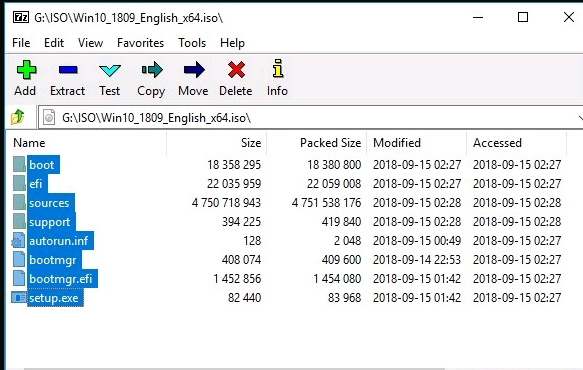 7z G:\ISO\Win10_1809_English_x64.iso\
File Edit View Favorites Tools Help
Add Extract Test Copy Move Delete Info
G:\ISO\Win10_1809_English_x64.iso\
Name Size Packed Size Modified Accessed
boot 18 358 295 18 380 800 2018-09-15 02:27 2018-09-15 02:27
efi 22 035 959 22 059 008 2018-09-15 02:27 2018-09-15 02:27
sources 4 750 718 943 4 751 538 176 2018-09-15 02:28 2018-09-15 02:28
support 394 225 419 840 2018-09-15 02:28 2018-09-15 02:28
autorun.inf 128 2 048 2018-09-15 00:49 2018-09-15 02:27
bootmgr 408 074 409 600 2018-09-14 22:53 2018-09-15 02:27
bootmgr.efi 1 452 856 1 454 080 2018-09-15 01:42 2018-09-15 02:27
setup.exe 82 440 83 968 2018-09-15 01:42 2018-09-15 02:27